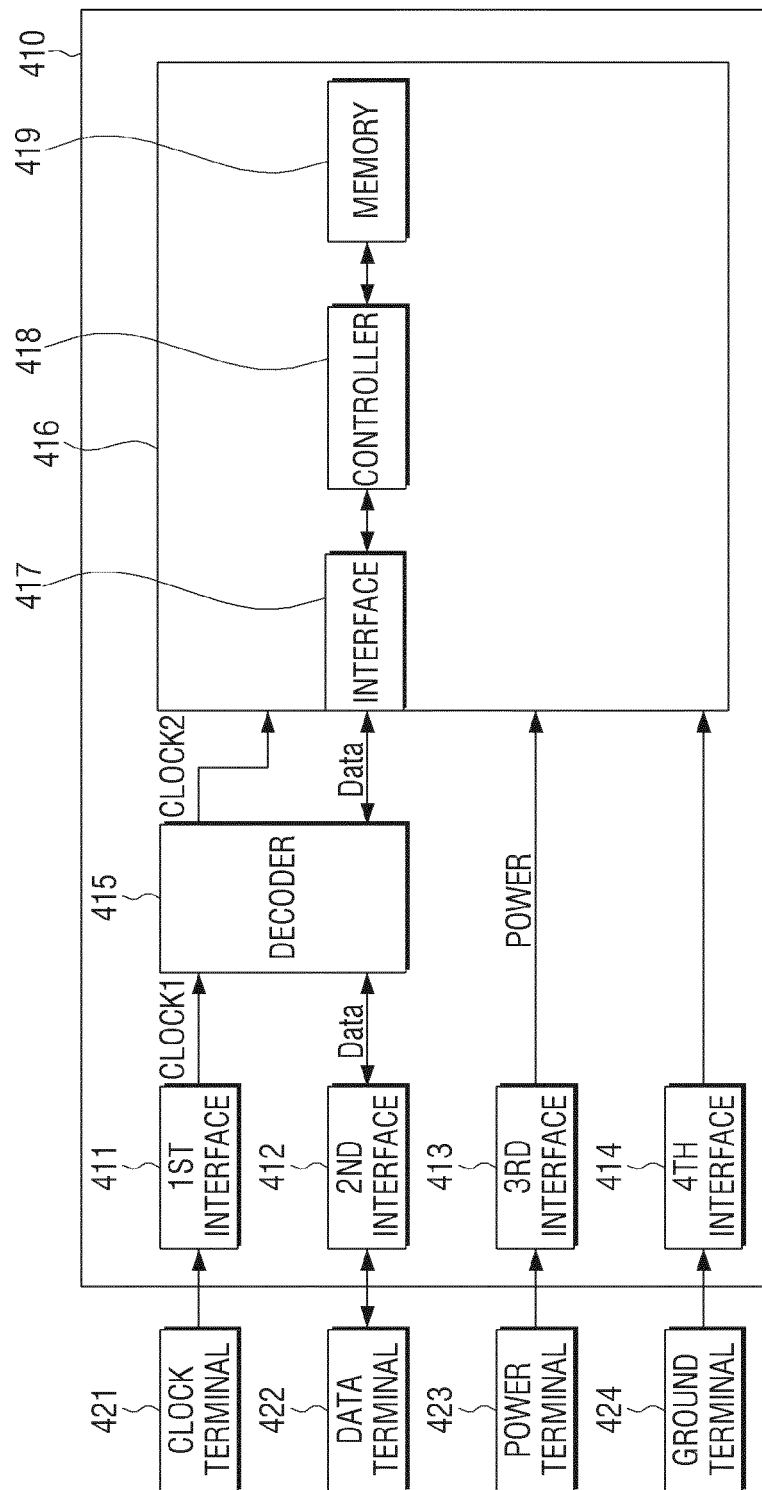 410
416
417
418
419
INTERFACE
CONTROLLER
MEMORY
415
CLOCK1
DECODER
CLOCK2
Data
Data
POWER
411
1ST
INTERFACE
412
2ND
INTERFACE
413
3RD
INTERFACE
414
4TH
INTERFACE
421
CLOCK
TERMINAL
422
DATA
TERMINAL
423
POWER
TERMINAL
424
GROUND
TERMINAL